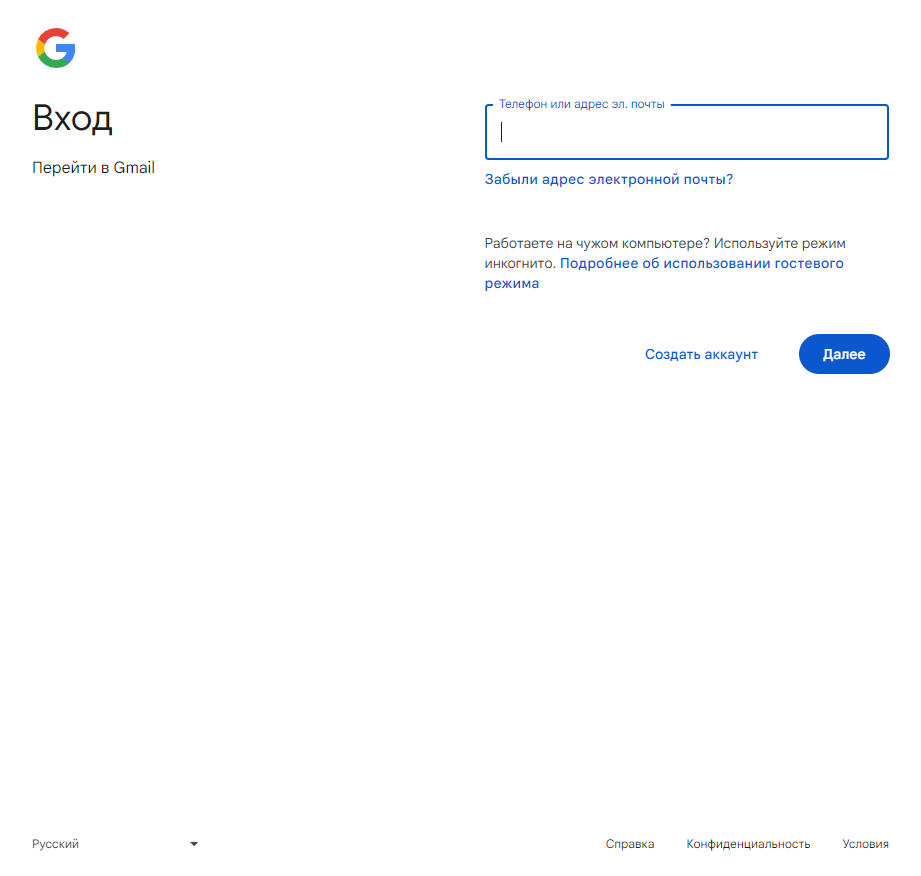 Вход
Перейти в Gmail
Телефон или адрес эл. почты
Забыли адрес электронной почты?
Работаете на чужом компьютере? Используйте режим
инкогнито. Подробнее об использовании гостевого
режима
Создать аккаунт
Далее
Русский
Справка
Конфиденциальность
Условия